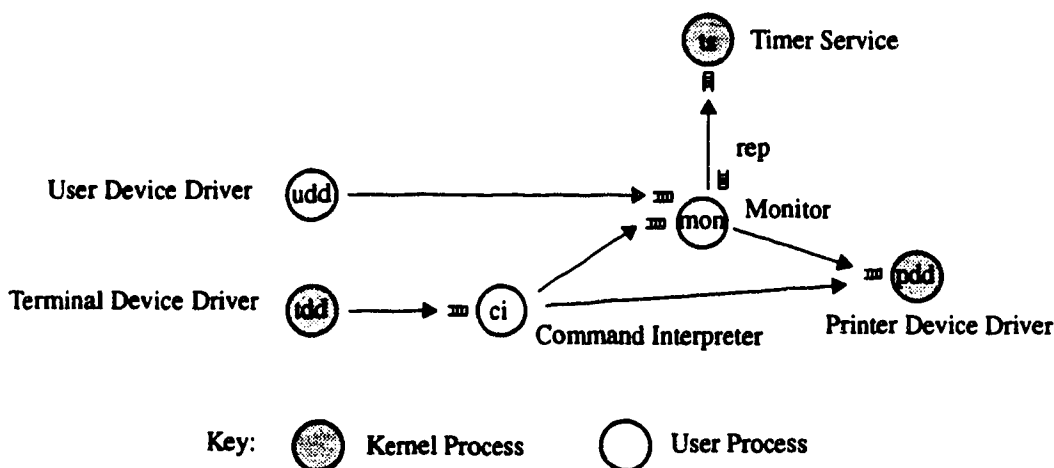 ts Timer Service
rep
User Device Driver udd
mon Monitor
Terminal Device Driver tdd ci pdd
Command Interpreter Printer Device Driver
Key: Kernel Process User Process